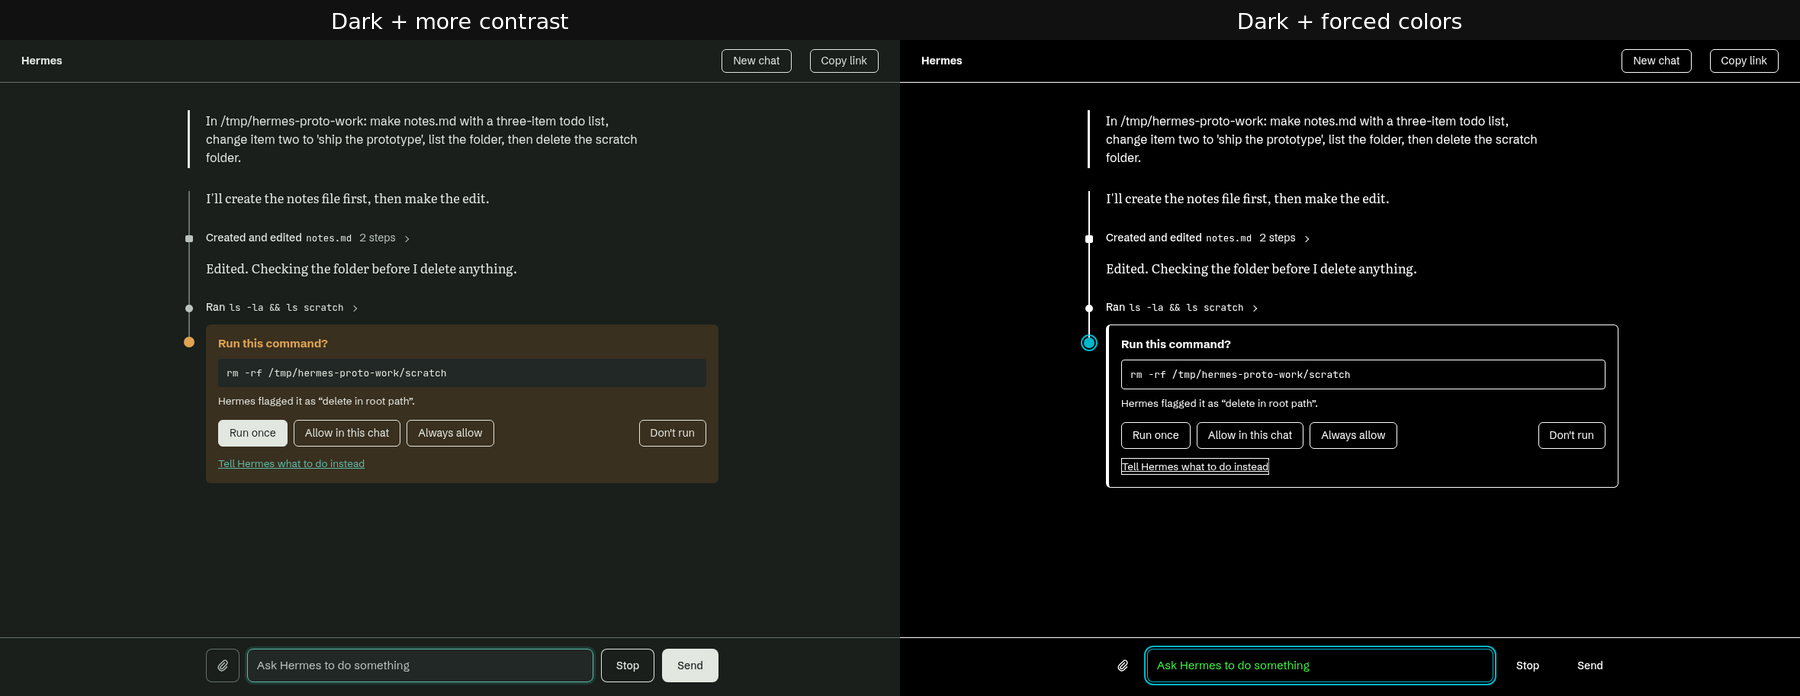 Dark + more contrast
Hermes
New chat
Copy link
In /tmp/hermes-proto-work: make notes.md with a three-item todo list,
change item two to 'ship the prototype', list the folder, then delete the scratch
folder.
I'll create the notes file first, then make the edit.
Created and edited notes.md 2 steps
Edited. Checking the folder before I delete anything.
Ran ls -la && ls scratch
Run this command?
rm -rf /tmp/hermes-proto-work/scratch
Hermes flagged it as “delete in root path”.
Run once
Allow in this chat
Always allow
Don't run
Tell Hermes what to do instead
Ask Hermes to do something
Stop
Send
Dark + forced colors
Hermes
New chat
Copy link
In /tmp/hermes-proto-work: make notes.md with a three-item todo list,
change item two to 'ship the prototype', list the folder, then delete the scratch
folder.
I'll create the notes file first, then make the edit.
Created and edited notes.md 2 steps
Edited. Checking the folder before I delete anything.
Ran ls -la && ls scratch
Run this command?
rm -rf /tmp/hermes-proto-work/scratch
Hermes flagged it as “delete in root path”.
Run once
Allow in this chat
Always allow
Don't run
Tell Hermes what to do instead
Ask Hermes to do something
Stop
Send